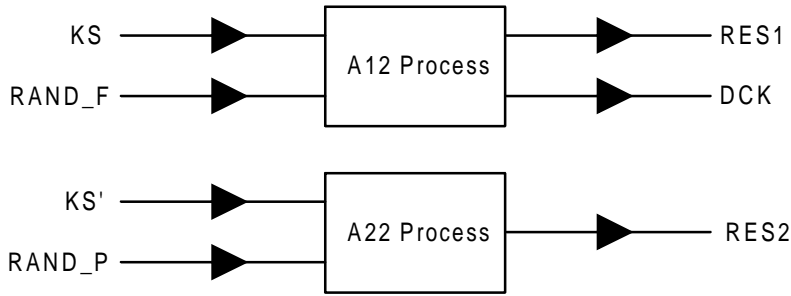 KS
RAND_F
A12 Process
RES1
DCK
KS'
RAND_P
A22 Process
RES2